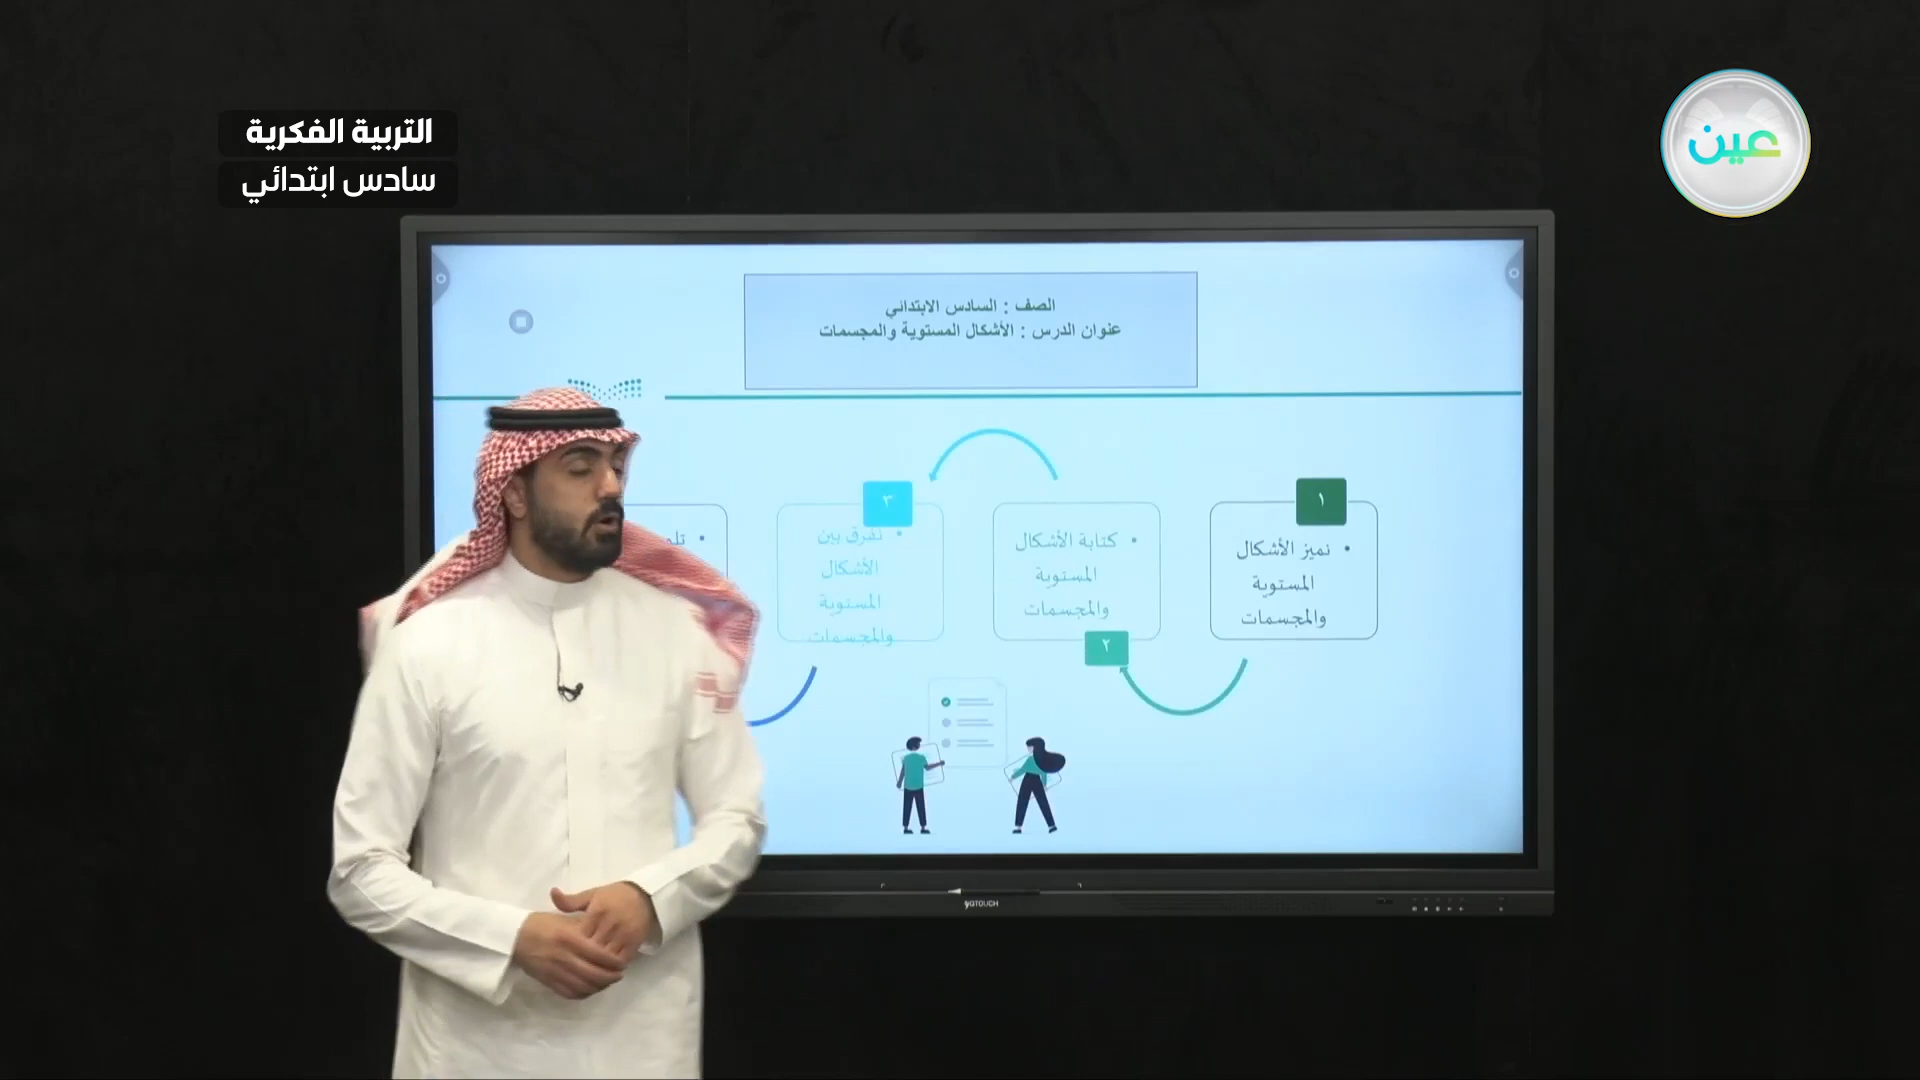 التربية الفكرية
سادس ابتدائي
عين
الصف : السادس الابتدائي
عنوان الدرس : الأشكال المستوية والمجسمات
١
• نميز الأشكال
المستوية
والمجسمات
• كتابة الأشكال
المستوية
والمجسمات
٢
٣
• نفرق بين
الأشكال
المستوية
والمجسمات